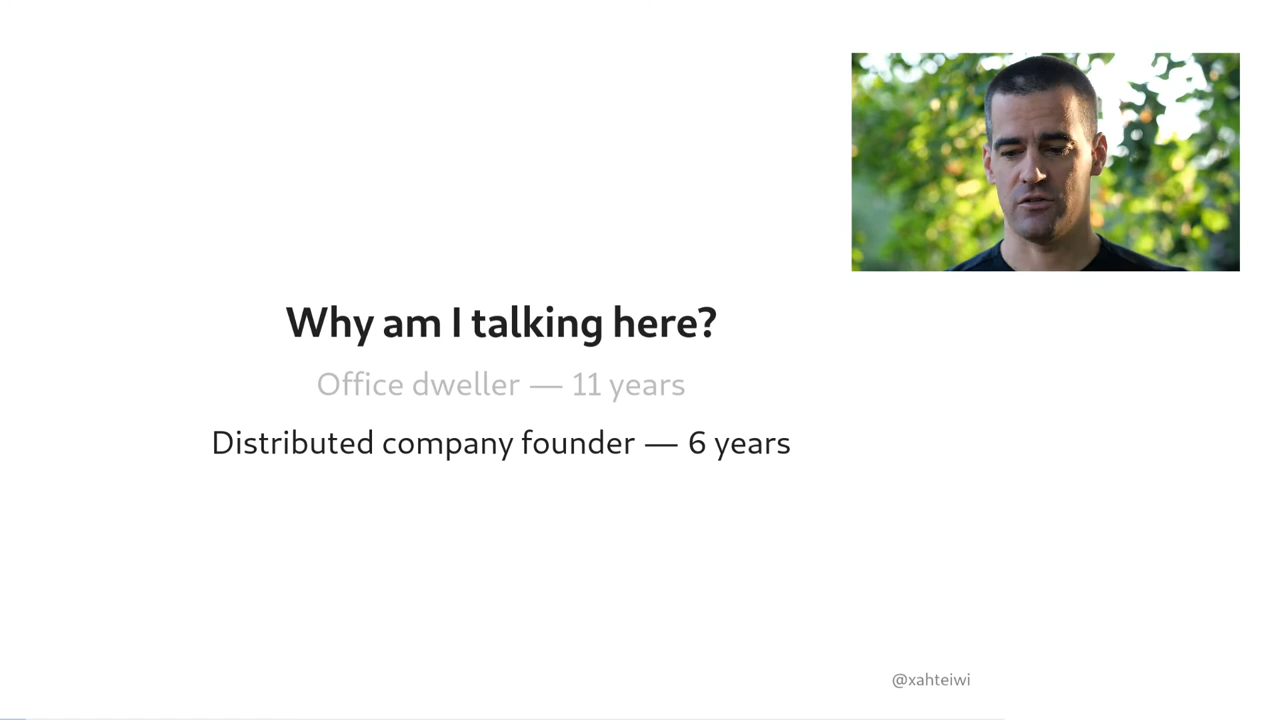 Why am I talking here?
Office dweller — 11 years
Distributed company founder — 6 years
@xahteiwi